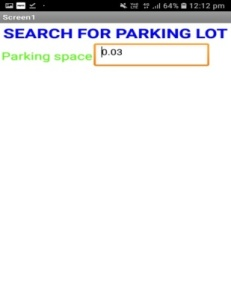 64% 12:12 pm
Screen1
SEARCH FOR PARKING LOT
Parking space 0.03